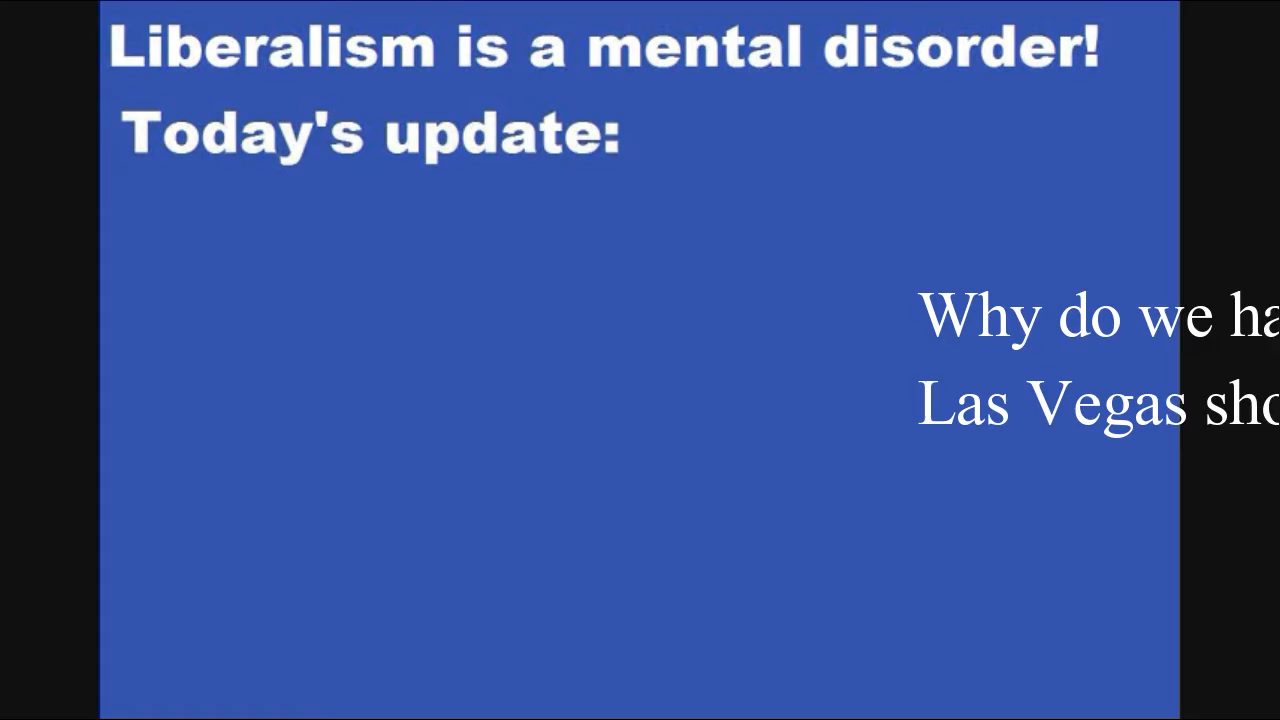 Liberalism is a mental disorder!
Today's update:
Why do we
Las Vegas